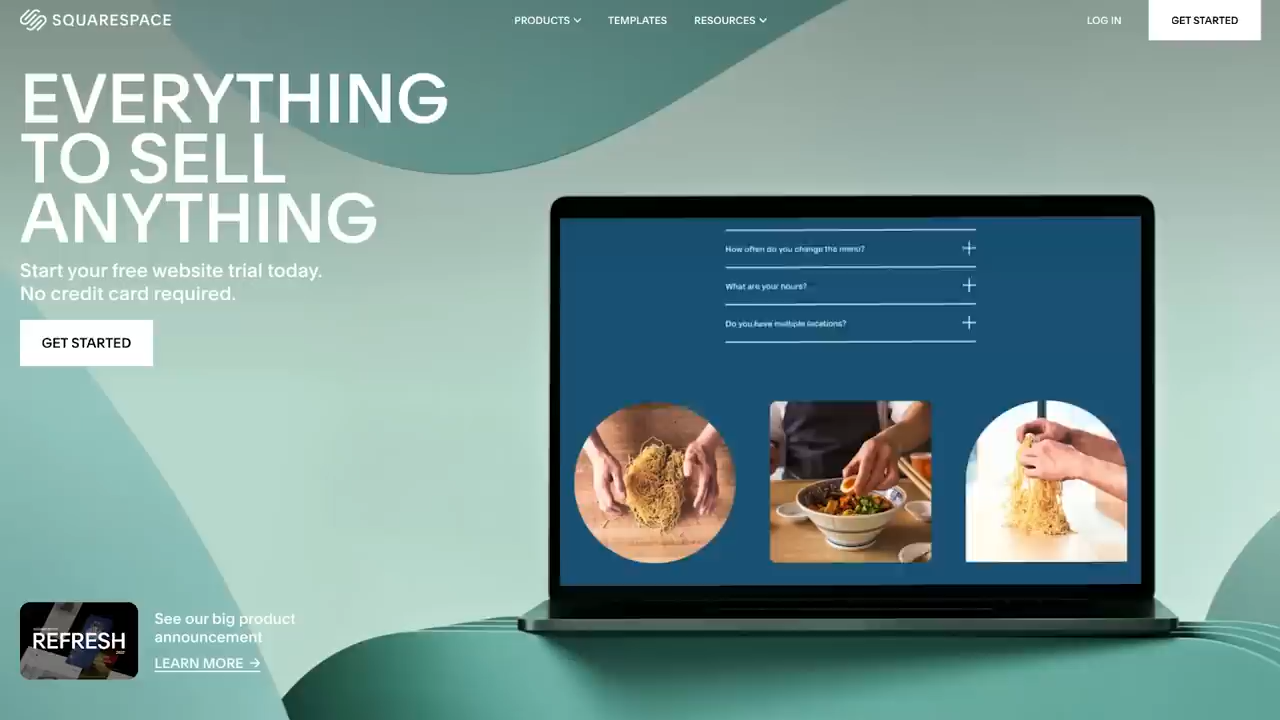 SQUARESPACE
PRODUCTS
TEMPLATES
RESOURCES
LOG IN
GET STARTED
EVERYTHING
TO SELL
ANYTHING
Start your free website trial today.
No credit card required.
GET STARTED
How often do you change the menu?
What are your hours?
Do you have multiple locations?
REFRESH
See our big product
announcement
LEARN MORE →